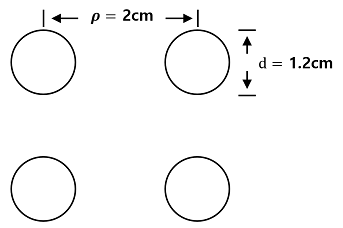 ρ = 2cm
d = 1.2cm